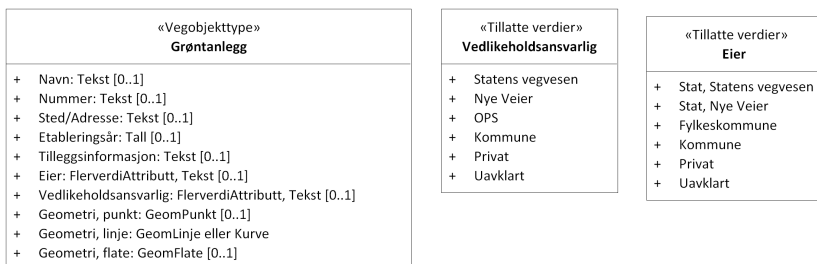 «Vegobjekttype»
Grøntanlegg
+ Navn: Tekst [0..1]
+ Nummer: Tekst [0..1]
+ Sted/Adresse: Tekst [0..1]
+ Etableringsår: Tall [0..1]
+ Tilleggsinformasjon: Tekst [0..1]
+ Eier: FlerverdiAttributt, Tekst [0..1]
+ Vedlikeholdsansvarlig: FlerverdiAttributt, Tekst [0..1]
+ Geometri, punkt: GeomPunkt [0..1]
+ Geometri, linje: GeomLinje eller Kurve
+ Geometri, flate: GeomFlate [0..1]
«Tillatte verdier»
Vedlikeholdsansvarlig
+ Statens vegvesen
+ Nye Veier
+ OPS
+ Kommune
+ Privat
+ Uavklart
«Tillatte verdier»
Eier
+ Stat, Statens vegvesen
+ Stat, Nye Veier
+ Fylkeskommune
+ Kommune
+ Privat
+ Uavklart